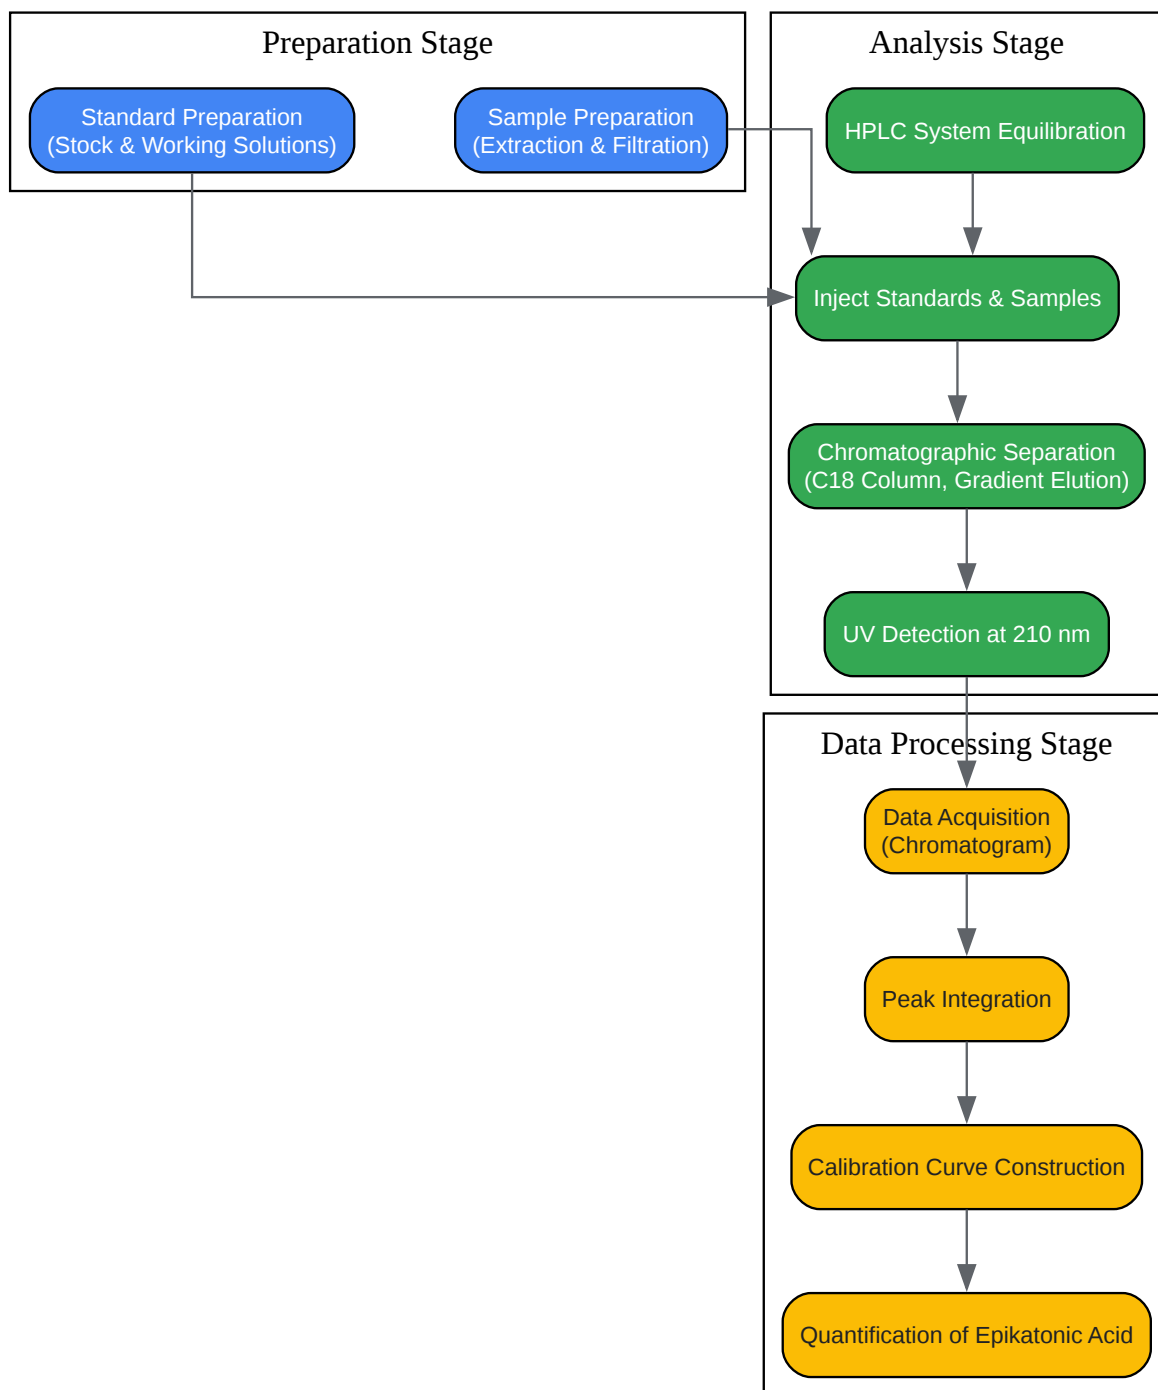 Preparation Stage
Standard Preparation
(Stock & Working Solutions)
Sample Preparation
(Extraction & Filtration)
Analysis Stage
HPLC System Equilibration
Inject Standards & Samples
Chromatographic Separation
(C18 Column, Gradient Elution)
UV Detection at 210 nm
Data Processing Stage
Data Acquisition
(Chromatogram)
Peak Integration
Calibration Curve Construction
Quantification of Epikatonic Acid